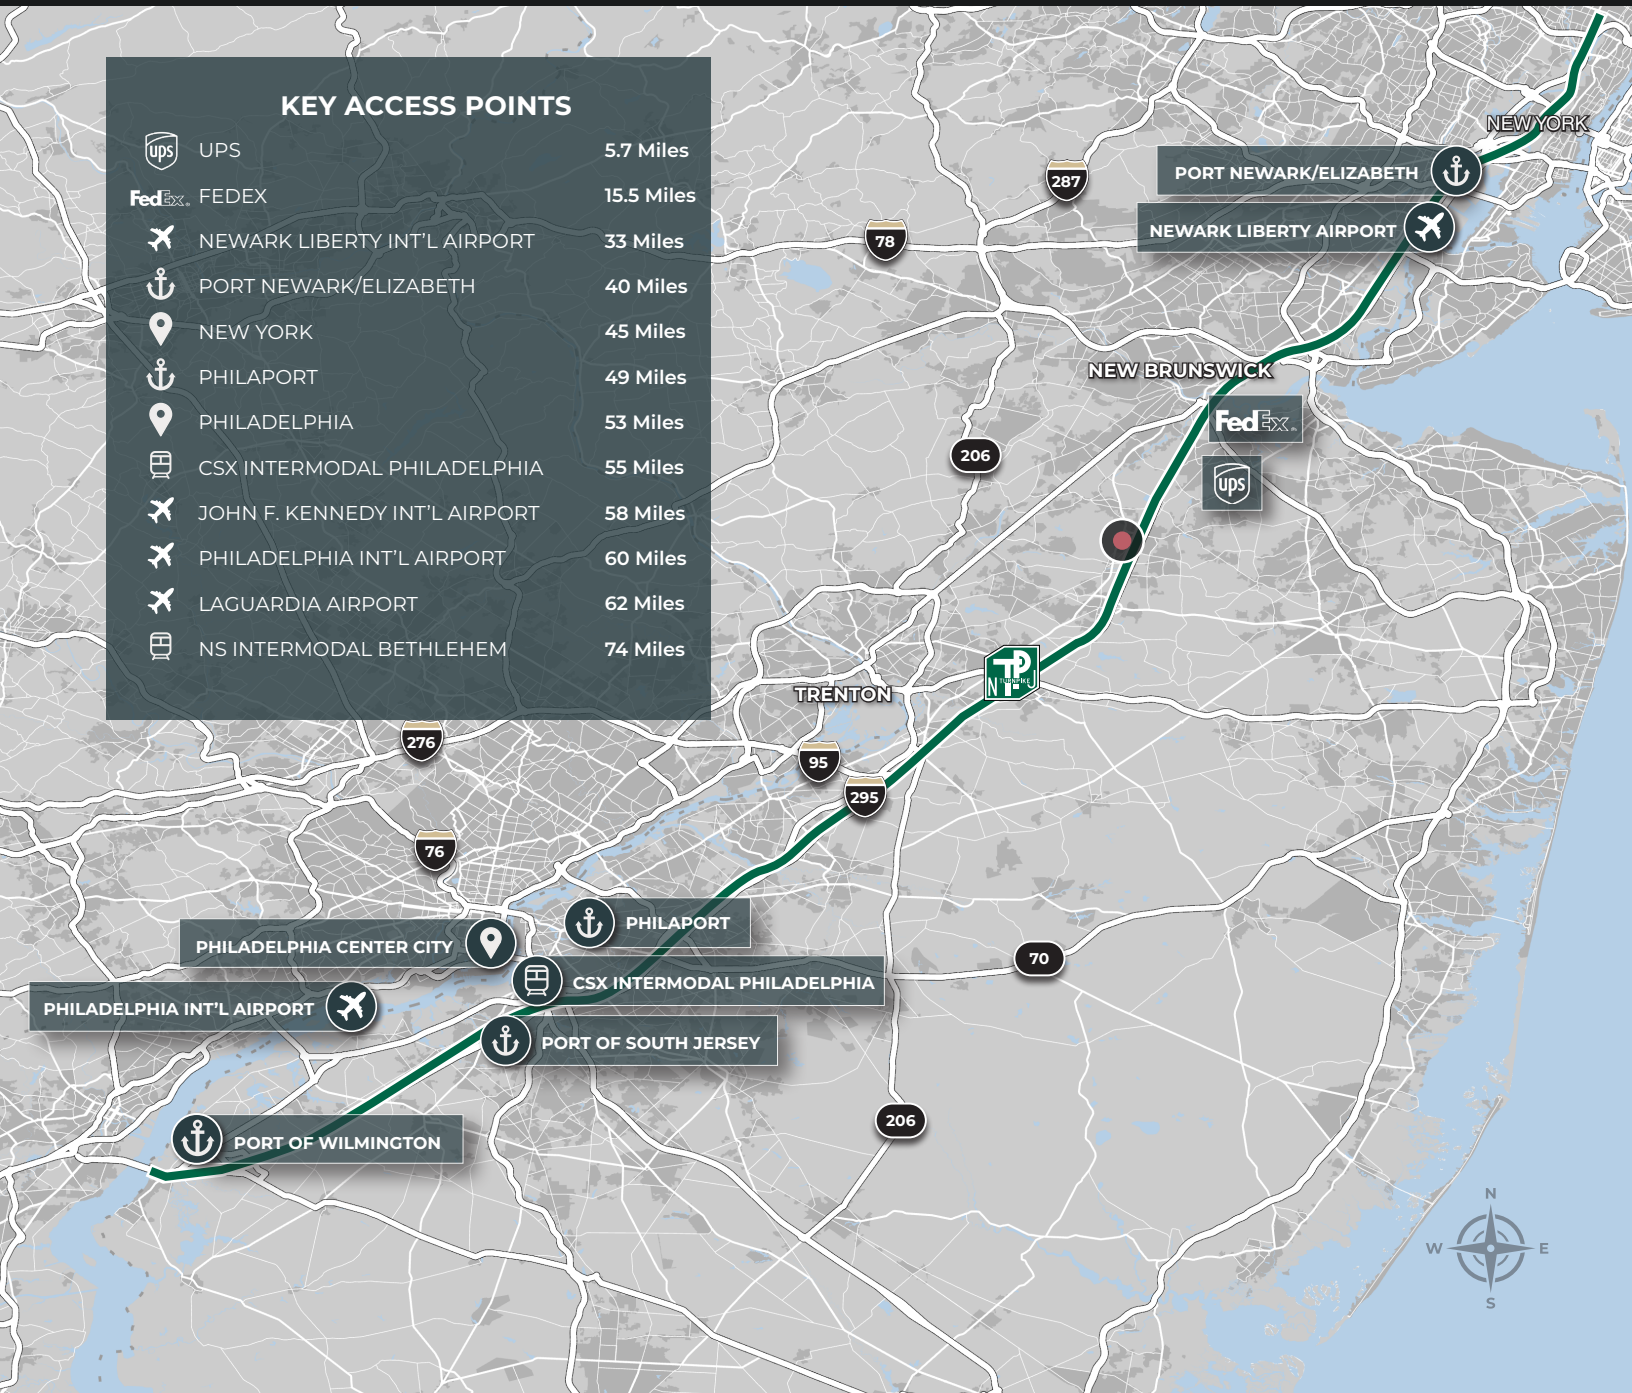 KEY ACCESS POINTS
ups UPS 5.7 Miles
FedEx FEDEX 15.5 Miles
NEWARK LIBERTY INT'L AIRPORT 33 Miles
PORT NEWARK/ELIZABETH 40 Miles
NEW YORK 45 Miles
PHILAPORT 49 Miles
PHILADELPHIA 53 Miles
CSX INTERMODAL PHILADELPHIA 55 Miles
JOHN F. KENNEDY INT'L AIRPORT 58 Miles
PHILADELPHIA INT'L AIRPORT 60 Miles
LAGUARDIA AIRPORT 62 Miles
NS INTERMODAL BETHLEHEM 74 Miles
NEW YORK
PORT NEWARK/ELIZABETH
287
NEWARK LIBERTY AIRPORT
78
NEW BRUNSWICK
FedEx
206
ups
N TP J
TURNPIKE
TRENTON
276
95
295
76
PHILAPORT
PHILADELPHIA CENTER CITY
70
CSX INTERMODAL PHILADELPHIA
PHILADELPHIA INT'L AIRPORT
PORT OF SOUTH JERSEY
206
PORT OF WILMINGTON
N
W E
S